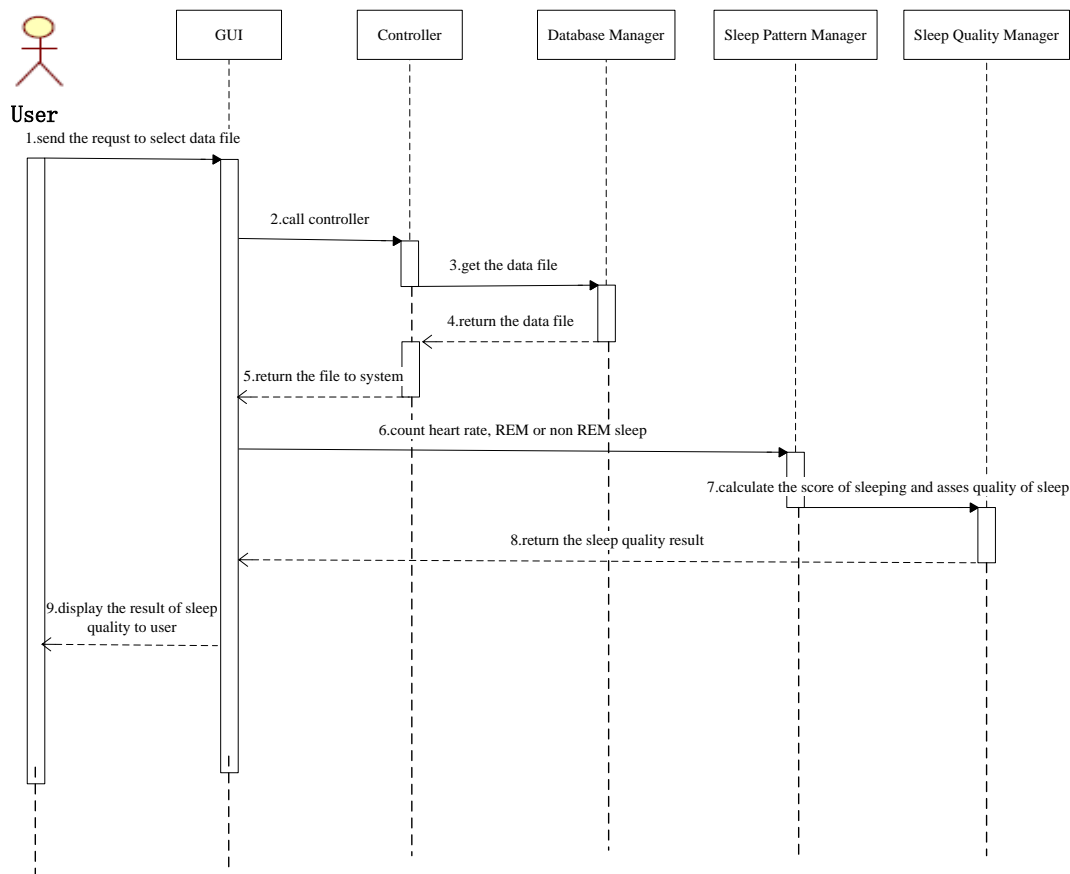 GUI
Controller
Database Manager
Sleep Pattern Manager
Sleep Quality Manager
User
1.send the requst to select data file
2.call controller
3.get the data file
4.return the data file
5.return the file to system
6.count heart rate, REM or non REM sleep
7.calculate the score of sleeping and asses quality of sleep
8.return the sleep quality result
9.display the result of sleep
quality to user